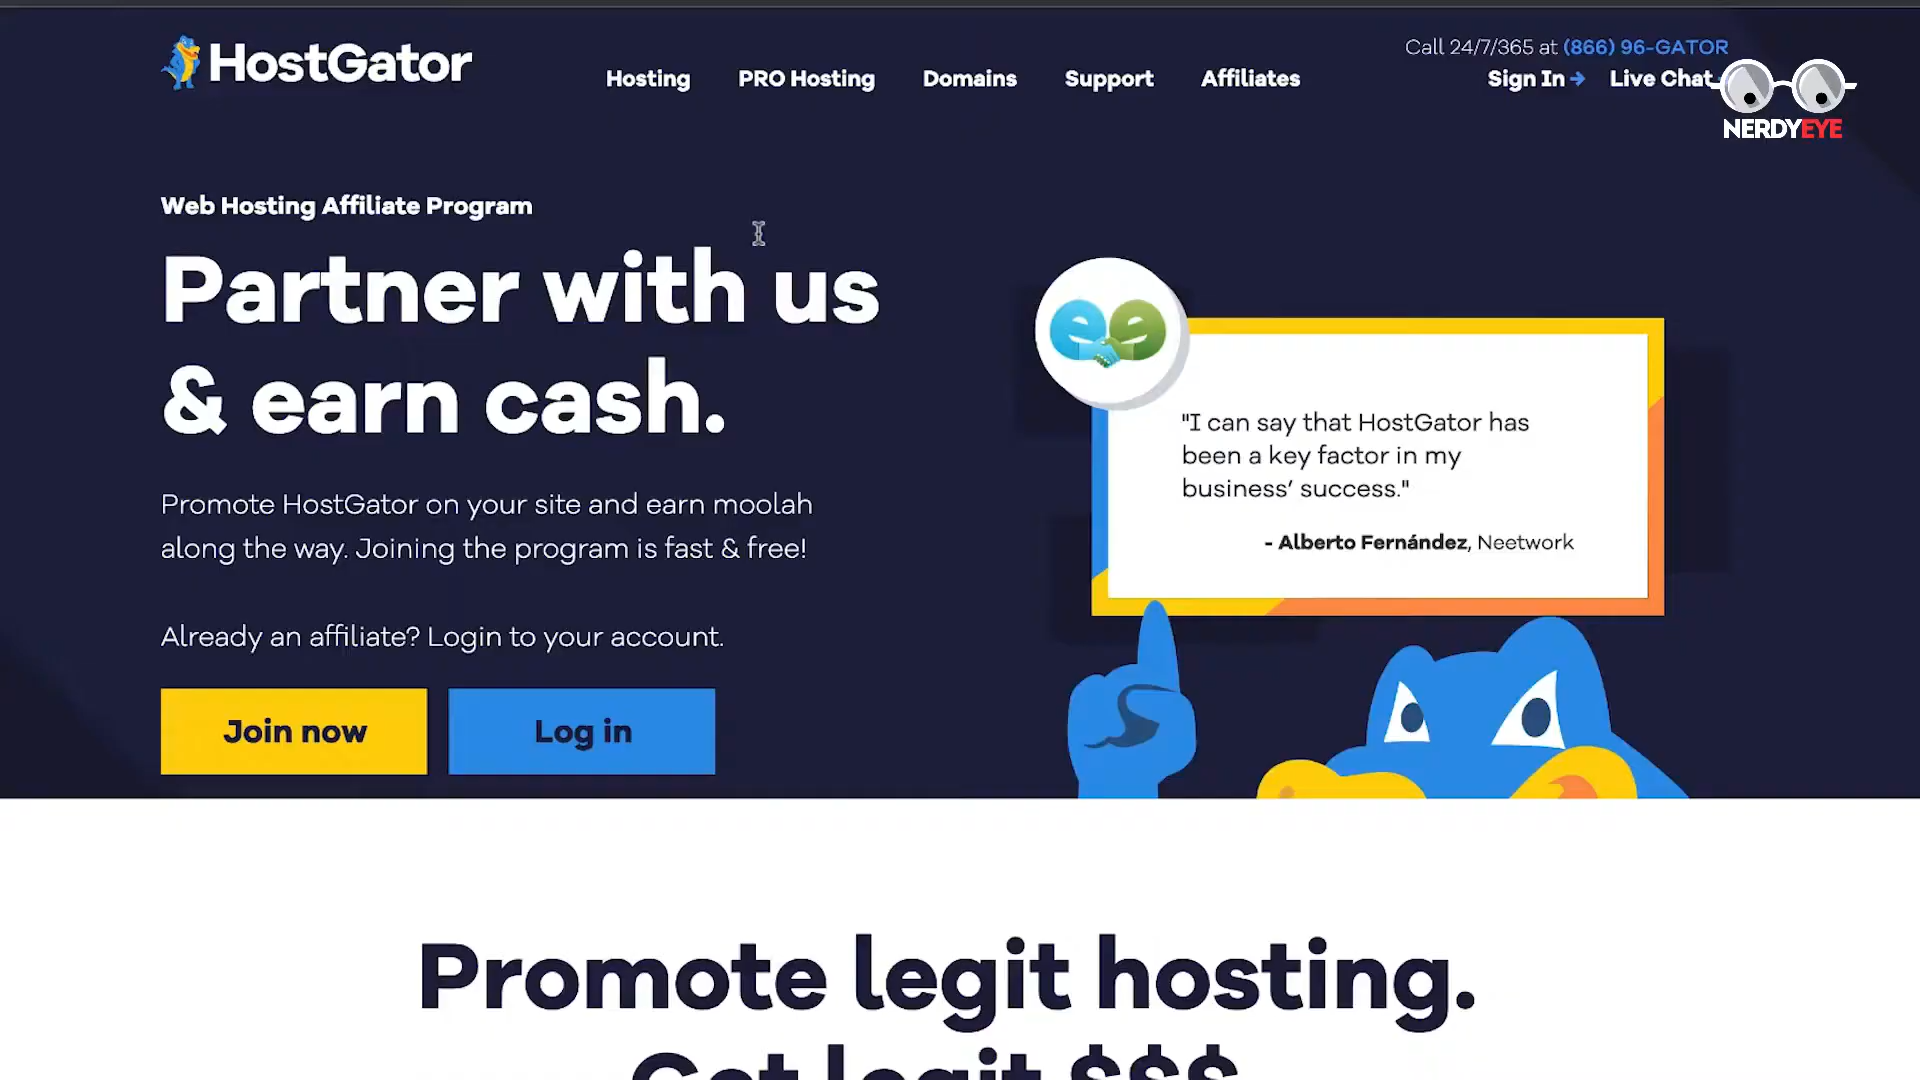 HostGator
Call 24/7/365 at (866) 96-GATOR
Hosting PRO Hosting Domains Support Affiliates Sign In Live Chat
NERDYEYE
Web Hosting Affiliate Program
Partner with us
& earn cash.
Promote HostGator on your site and earn moolah
along the way. Joining the program is fast & free!
Already an affiliate? Login to your account.
Join now Log in
"I can say that HostGator has
been a key factor in my
business’ success."
- Alberto Fernández, Neetwork
Promote legit hosting.
Get legit $$$